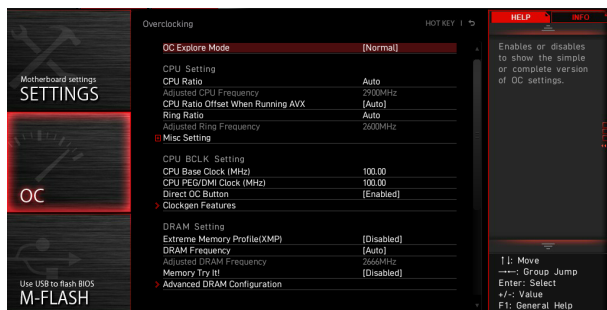 Overclocking
HOT KEY |
OC Explore Mode [Normal]
CPU Setting
CPU Ratio Auto
Adjusted CPU Frequency 2900MHz
CPU Ratio Offset When Running AVX [Auto]
Ring Ratio Auto
Adjusted Ring Frequency 2600MHz
Misc Setting
CPU BCLK Setting
CPU Base Clock (MHz) 100.00
CPU PEG/DMI Clock (MHz) 100.00
Direct OC Button [Enabled]
Clockgen Features
DRAM Setting
Extreme Memory Profile(XMP) [Disabled]
DRAM Frequency [Auto]
Adjusted DRAM Frequency 2666MHz
Memory Try It! [Disabled]
Advanced DRAM Configuration
Motherboard settings
SETTINGS
OC
Use USB to flash BIOS
M-FLASH
HELP INFO
Enables or disables
to show the simple
or complete version
of OC settings.
↑↓: Move
→←: Group Jump
Enter: Select
+/-: Value
F1: General Help